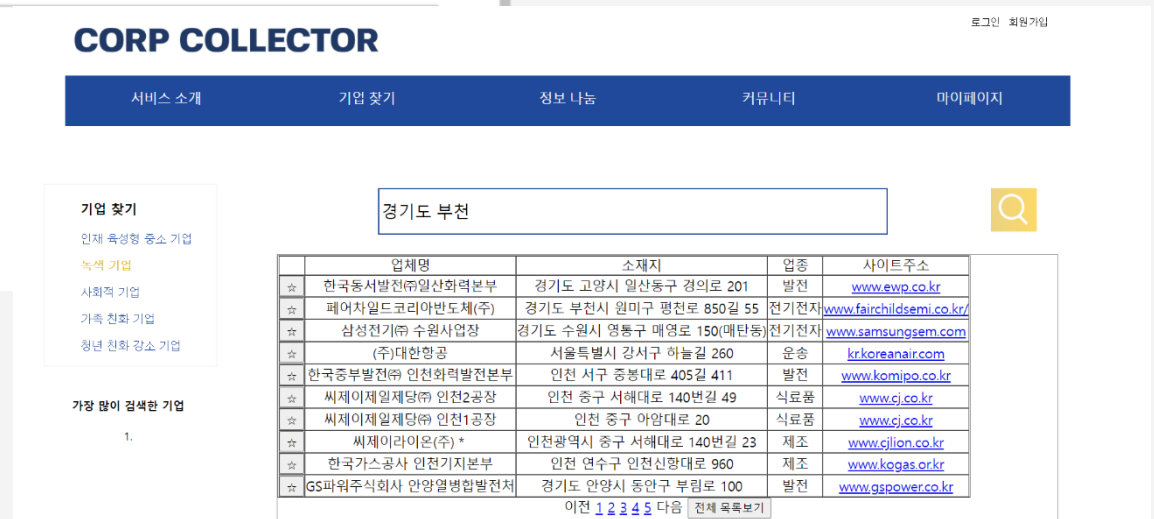 로그인 회원가입
CORP COLLECTOR
서비스 소개 기업 찾기 정보 나눔 커뮤니티 마이페이지
경기도 부천
기업 찾기
인재 육성형 중소 기업
녹색 기업
사회적 기업
가족 친화 기업
청년 친화 강소 기업
가장 많이 검색한 기업
1.
업체명 소재지 업종 사이트주소
☆ 한국동서발전㈜일산화력본부 경기도 고양시 일산동구 경의로 201 발전 www.ewp.co.kr
☆ 페어차일드코리아반도체(주) 경기도 부천시 원미구 평천로 850길 55 전기전자 www.fairchildsemi.co.kr/
☆ 삼성전기㈜ 수원사업장 경기도 수원시 영통구 매영로 150(매탄동) 전기전자 www.samsungsem.com
☆ (주)대한항공 서울특별시 강서구 하늘길 260 운송 kr.koreanair.com
☆ 한국중부발전㈜ 인천화력발전본부 인천 서구 중봉대로 405길 411 발전 www.komipo.co.kr
☆ 씨제이제일제당㈜ 인천2공장 인천 중구 서해대로 140번길 49 식료품 www.cj.co.kr
☆ 씨제이제일제당㈜ 인천1공장 인천 중구 아암대로 20 식료품 www.cj.co.kr
☆ 씨제이라이온(주) * 인천광역시 중구 서해대로 140번길 23 제조 www.cjlion.co.kr
☆ 한국가스공사 인천기지본부 인천 연수구 인천신항대로 960 제조 www.kogas.or.kr
☆ GS파워주식회사 안양열병합발전처 경기도 안양시 동안구 부림로 100 발전 www.gspower.co.kr
이전 1 2 3 4 5 다음 전체 목록보기